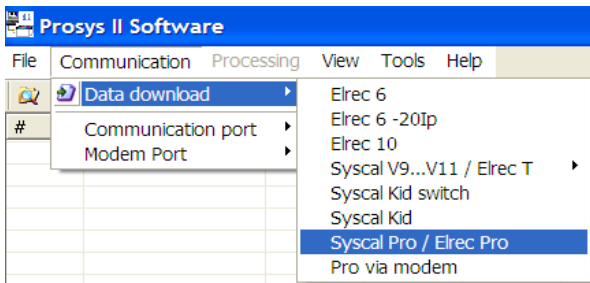 Prosys II Software
File Communication Processing View Tools Help
Data download
#
Communication port
Modem Port
Elrec 6
Elrec 6 -20Ip
Elrec 10
Syscal V9...V11 / Elrec T
Syscal Kid switch
Syscal Kid
Syscal Pro / Elrec Pro
Pro via modem